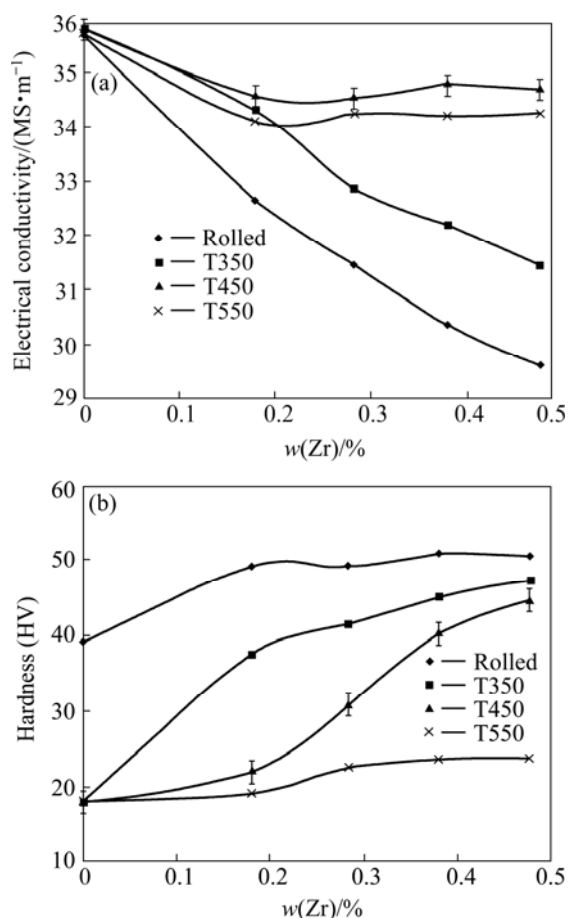 36
35
34
33
32
31
30
29
(a)
Electrical conductivity/(MS•m⁻¹)
Rolled
T350
T450
T550
0
0.1
0.2
0.3
0.4
0.5
w(Zr)/%
60
50
40
30
20
10
(b)
Hardness (HV)
Rolled
T350
T450
T550
0
0.1
0.2
0.3
0.4
0.5
w(Zr)/%